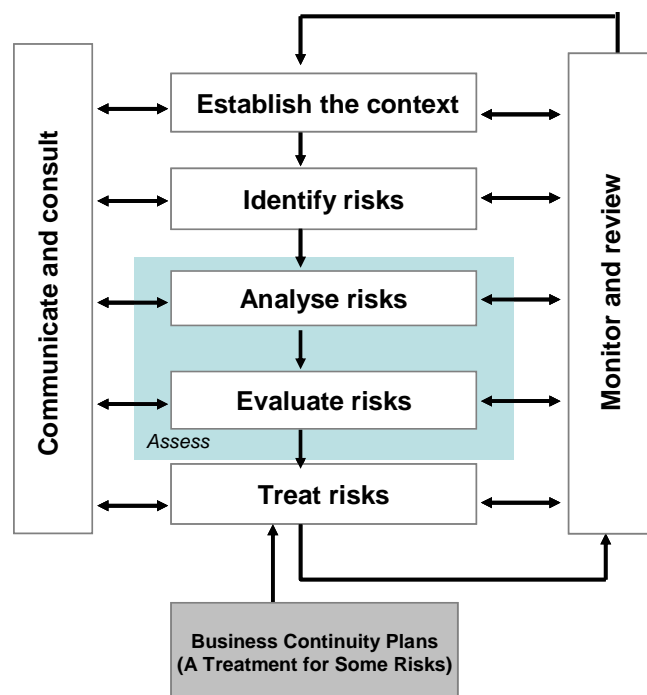 Communicate and consult
Establish the context
Identify risks
Analyse risks
Evaluate risks
Assess
Treat risks
Monitor and review
Business Continuity Plans
(A Treatment for Some Risks)